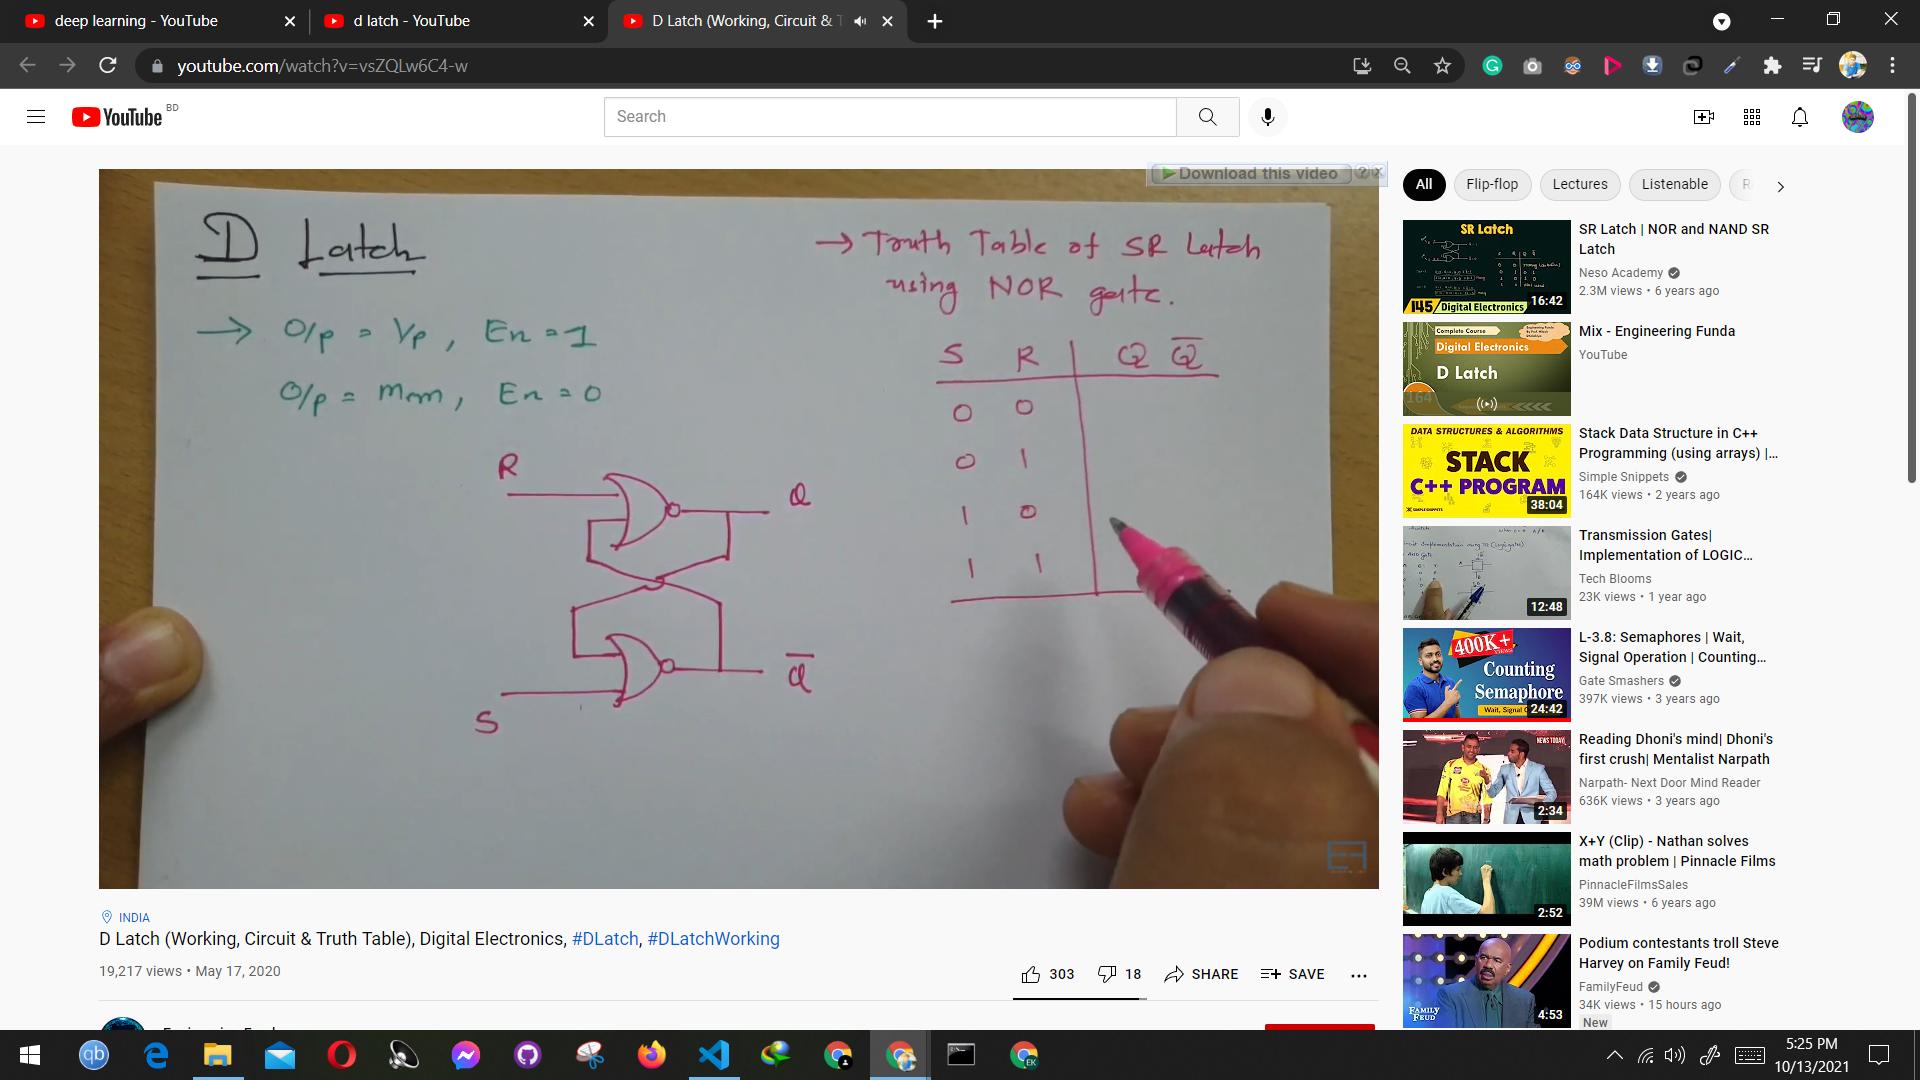 deep learning - YouTube
d latch - YouTube
D Latch (Working, Circuit &
youtube.com/watch?v=vsZQLw6C4-w
YouTube BD
Search
Download this video
D Latch
→ O/p = I/p, En = 1
O/p = Mem, En = 0
R
Q
Q̅
S
→ Truth Table of SR Latch
using NOR gate.
S R Q Q̅
0 0
0 1
1 0
1 1
INDIA
D Latch (Working, Circuit & Truth Table), Digital Electronics, #DLatch, #DLatchWorking
19,217 views • May 17, 2020
303 18 SHARE SAVE
All Flip-flop Lectures Listenable
SR Latch
145 Digital Electronics
16:42
SR Latch | NOR and NAND SR
Latch
Neso Academy
2.3M views • 6 years ago
Complete Course
Digital Electronics
D Latch
164
Mix - Engineering Funda
YouTube
DATA STRUCTURES & ALGORITHMS
STACK
C++ PROGRAM
38:04
Stack Data Structure in C++
Programming (using arrays) |...
Simple Snippets
164K views • 2 years ago
12:48
Transmission Gates|
Implementation of LOGIC...
Tech Blooms
23K views • 1 year ago
400K+
VIEWS
Counting
Semaphore
Wait, Signal
24:42
L-3.8: Semaphores | Wait,
Signal Operation | Counting...
Gate Smashers
397K views • 3 years ago
NEWS TODAY
2:34
Reading Dhoni's mind| Dhoni's
first crush| Mentalist Narpath
Narpath- Next Door Mind Reader
636K views • 3 years ago
2:52
X+Y (Clip) - Nathan solves
math problem | Pinnacle Films
PinnacleFilmsSales
39M views • 6 years ago
FAMILY
FEUD
4:53
Podium contestants troll Steve
Harvey on Family Feud!
FamilyFeud
34K views • 15 hours ago
New
qb
EK
5:25 PM
10/13/2021